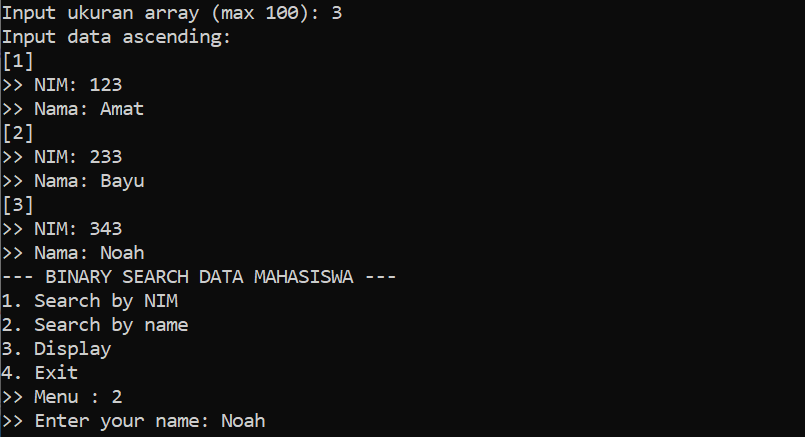 Input ukuran array (max 100): 3
Input data ascending:
[1]
>> NIM: 123
>> Nama: Amat
[2]
>> NIM: 233
>> Nama: Bayu
[3]
>> NIM: 343
>> Nama: Noah
--- BINARY SEARCH DATA MAHASISWA ---
1. Search by NIM
2. Search by name
3. Display
4. Exit
>> Menu : 2
>> Enter your name: Noah